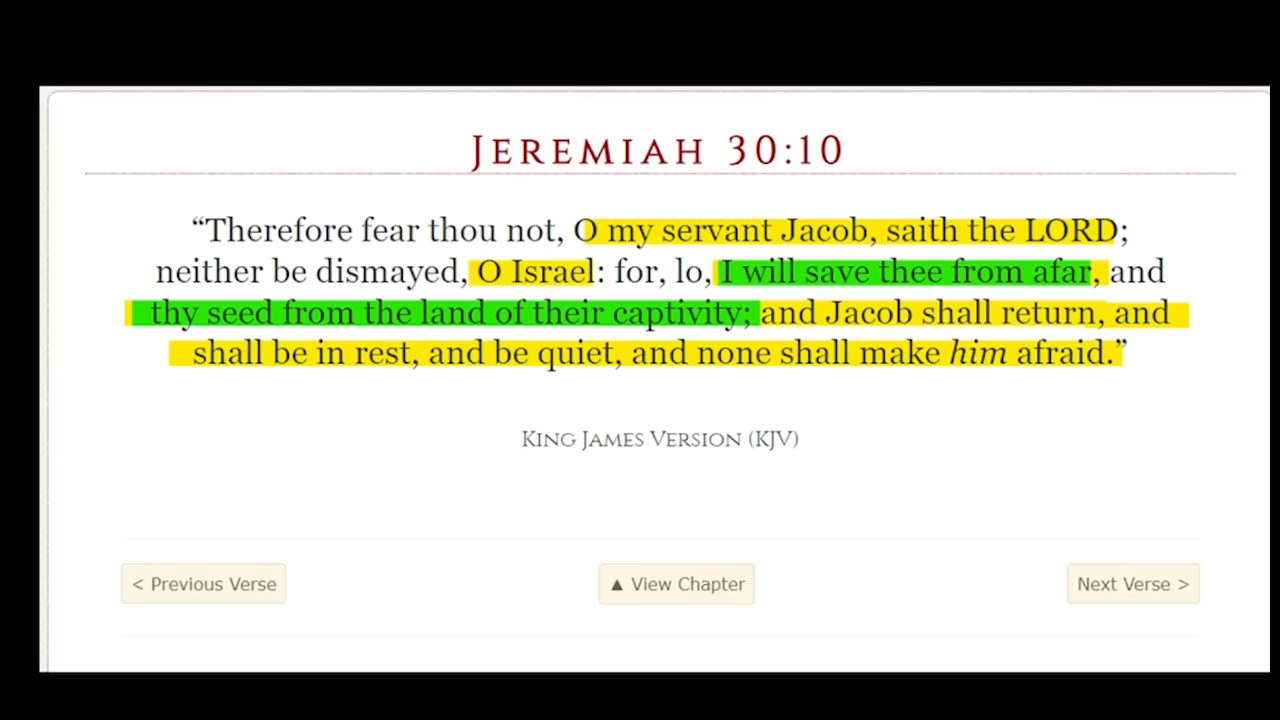 JEREMIAH 30:10
“Therefore fear thou not, O my servant Jacob, saith the LORD;
neither be dismayed, O Israel: for, lo, I will save thee from afar, and
thy seed from the land of their captivity; and Jacob shall return, and
shall be in rest, and be quiet, and none shall make him afraid.”
KING JAMES VERSION (KJV)
< Previous Verse
▲ View Chapter
Next Verse >